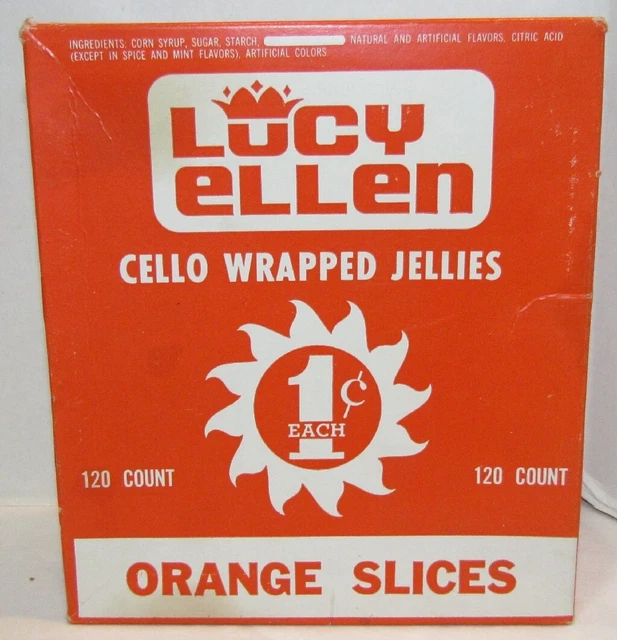 INGREDIENTS: CORN SYRUP, SUGAR, STARCH, NATURAL AND ARTIFICIAL FLAVORS, CITRIC ACID
(EXCEPT IN SPICE AND MINT FLAVORS), ARTIFICIAL COLORS.
LUCY
eLLen
CELLO WRAPPED JELLIES
1¢
EACH
120 COUNT 120 COUNT
ORANGE SLICES